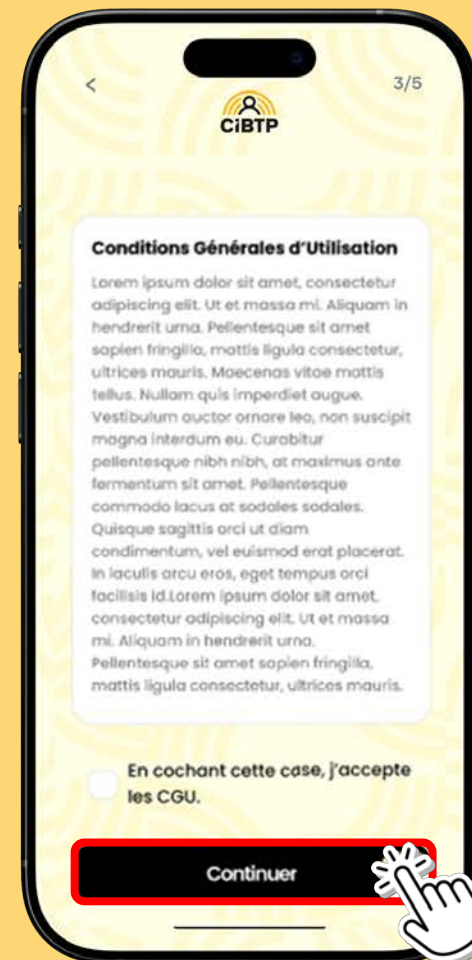 <
3/5
CiBTP
Conditions Générales d'Utilisation
Lorem ipsum dolor sit amet, consectetur
adipiscing elit. Ut et massa mi. Aliquam in
hendrerit urna. Pellentesque sit amet
sapien fringilla, mattis ligula consectetur,
ultrices mauris. Maecenas vitae mattis
tellus. Nullam quis imperdiet augue.
Vestibulum auctor ornare leo, non suscipit
magna interdum eu. Curabitur
pellentesque nibh nibh, at maximus ante
fermentum sit amet. Pellentesque
commodo lacus at sodales sodales.
Quisque sagittis orci ut diam
condimentum, vel euismod erat placerat.
In iaculis arcu eros, eget tempus orci
facilisis id.Lorem ipsum dolor sit amet,
consectetur adipiscing elit. Ut et massa
mi. Aliquam in hendrerit urna.
Pellentesque sit amet sapien fringilla,
mattis ligula consectetur, ultrices mauris.
En cochant cette case, j'accepte
les CGU.
Continuer